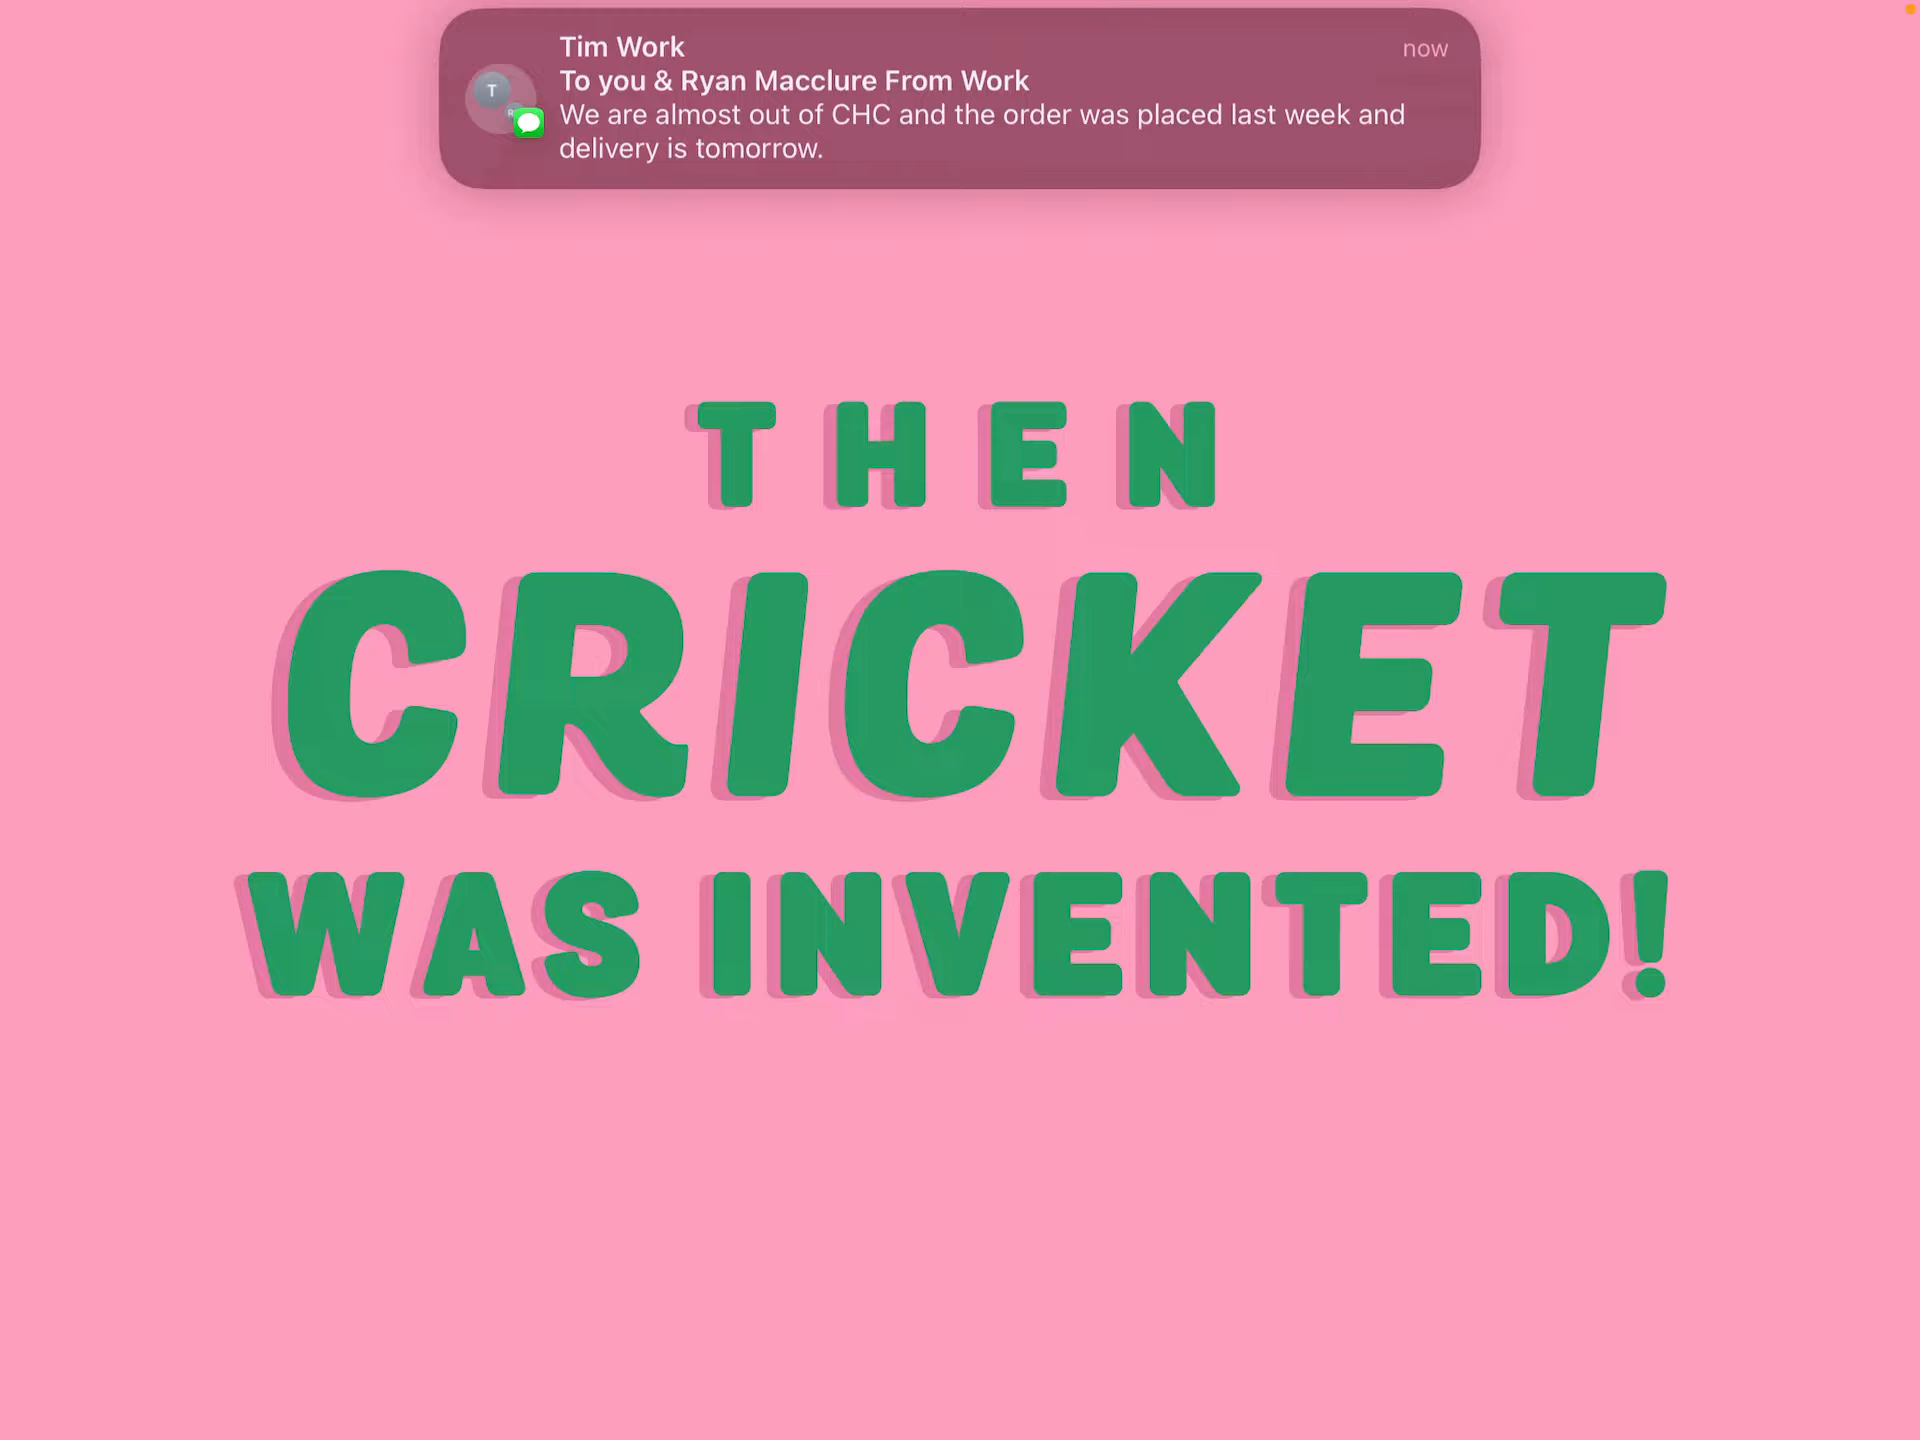 Tim Work
now
To you & Ryan Macclure From Work
We are almost out of CHC and the order was placed last week and
delivery is tomorrow.
T
R
THEN
CRICKET
WAS INVENTED!